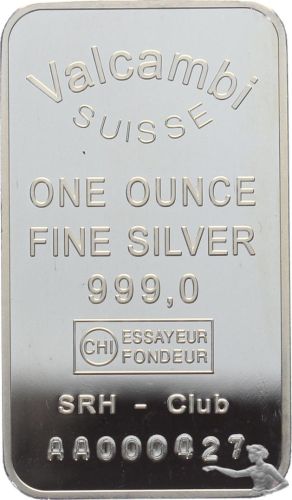 Valcambi
SUISSE
ONE OUNCE
FINE SILVER
999,0
CHI ESSAYEUR
FONDEUR
SRH - Club
AA000427